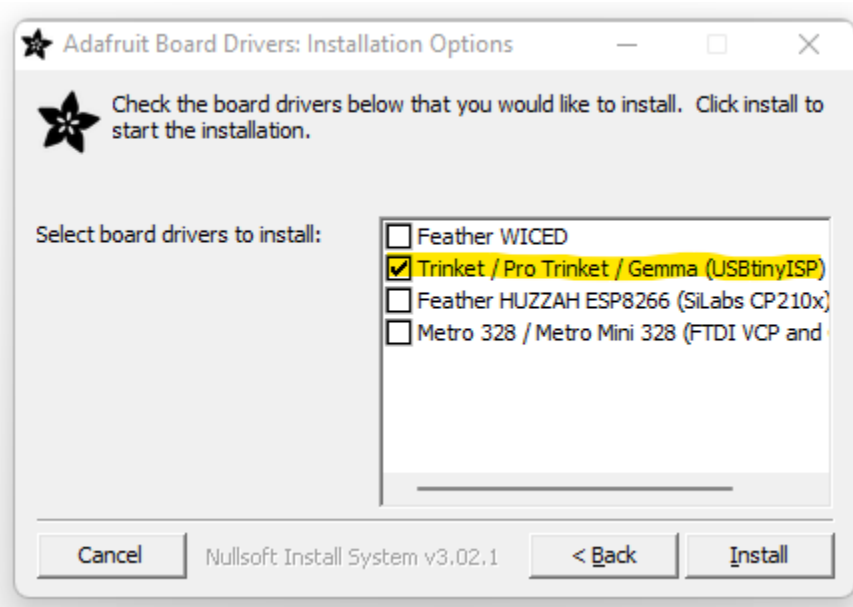 Adafruit Board Drivers: Installation Options
Check the board drivers below that you would like to install. Click install to
start the installation.
Select board drivers to install:
Feather WICED
Trinket / Pro Trinket / Gemma (USBtinyISP)
Feather HUZZAH ESP8266 (SiLabs CP210x)
Metro 328 / Metro Mini 328 (FTDI VCP and
Cancel
Nullsoft Install System v3.02.1
< Back
Install